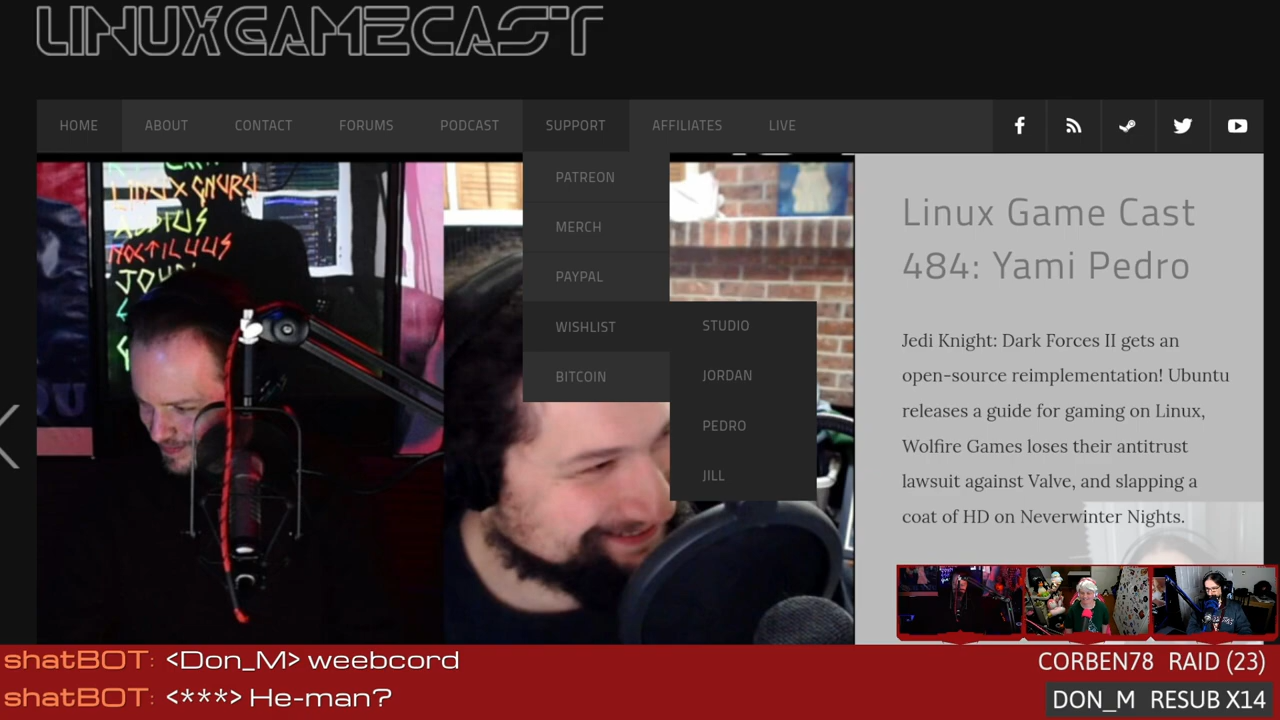 LINUXGAMECAST
HOME ABOUT CONTACT FORUMS PODCAST SUPPORT AFFILIATES LIVE
PATREON
MERCH
PAYPAL
WISHLIST
BITCOIN
STUDIO
JORDAN
PEDRO
JILL
LINUX GNURU
NOCTILUUS
Linux Game Cast
484: Yami Pedro
Jedi Knight: Dark Forces II gets an
open-source reimplementation! Ubuntu
releases a guide for gaming on Linux,
Wolfire Games loses their antitrust
lawsuit against Valve, and slapping a
coat of HD on Neverwinter Nights.
shatBOT: <Don_M> weebcord
shatBOT: <***> He-man?
CORBEN78 RAID (23)
DON_M RESUB X14